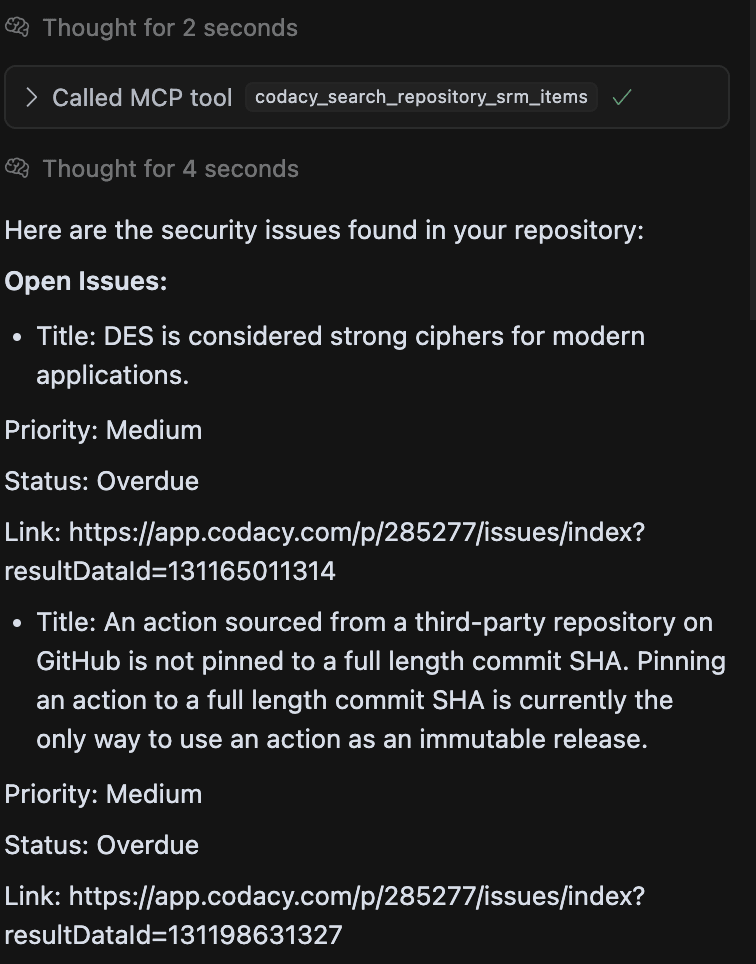 Thought for 2 seconds
Called MCP tool codacy_search_repository_srm_items
Thought for 4 seconds
Here are the security issues found in your repository:
Open Issues:
• Title: DES is considered strong ciphers for modern
applications.
Priority: Medium
Status: Overdue
Link: https://app.codacy.com/p/285277/issues/index?
resultDataId=131165011314
• Title: An action sourced from a third-party repository on
GitHub is not pinned to a full length commit SHA. Pinning
an action to a full length commit SHA is currently the
only way to use an action as an immutable release.
Priority: Medium
Status: Overdue
Link: https://app.codacy.com/p/285277/issues/index?
resultDataId=131198631327